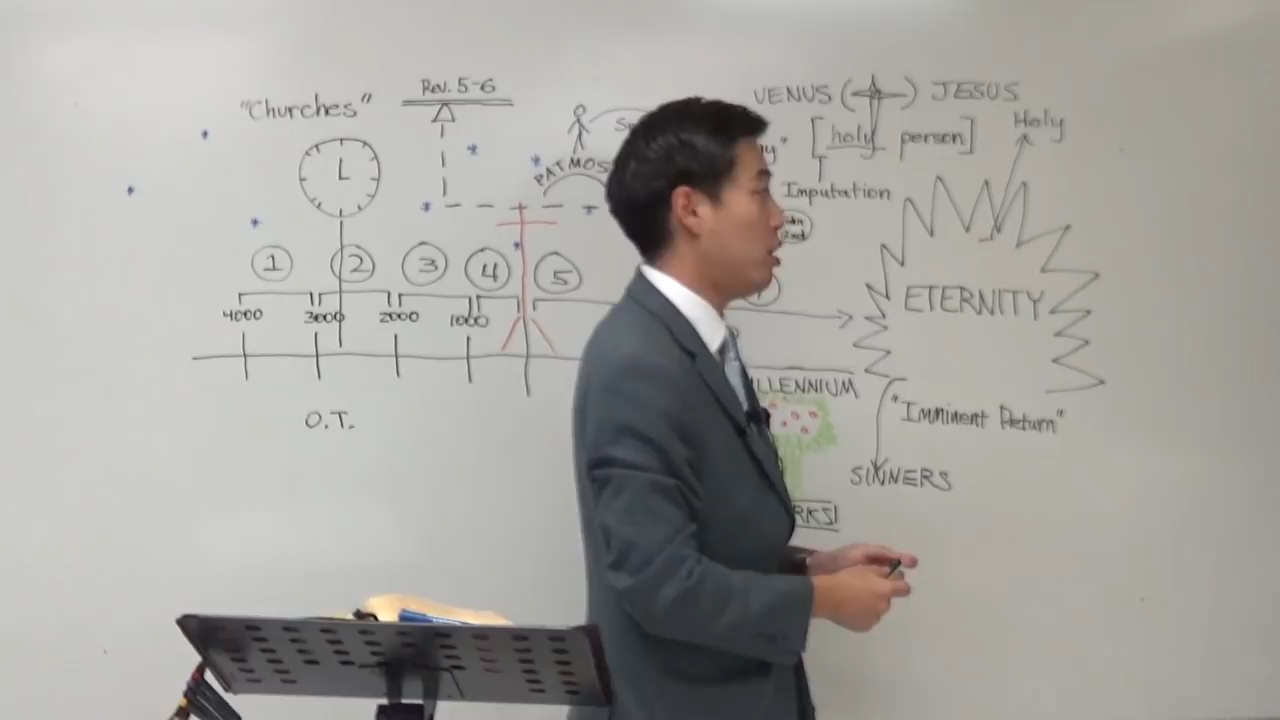 "Churches"
Rev. 5-6
PATMOS
VENUS ( ) JESUS
[holy person]
Holy
Imputation
1 2 3 4 5
4000 3000 2000 1000
ETERNITY
O.T.
"Imminent Return"
SINNERS